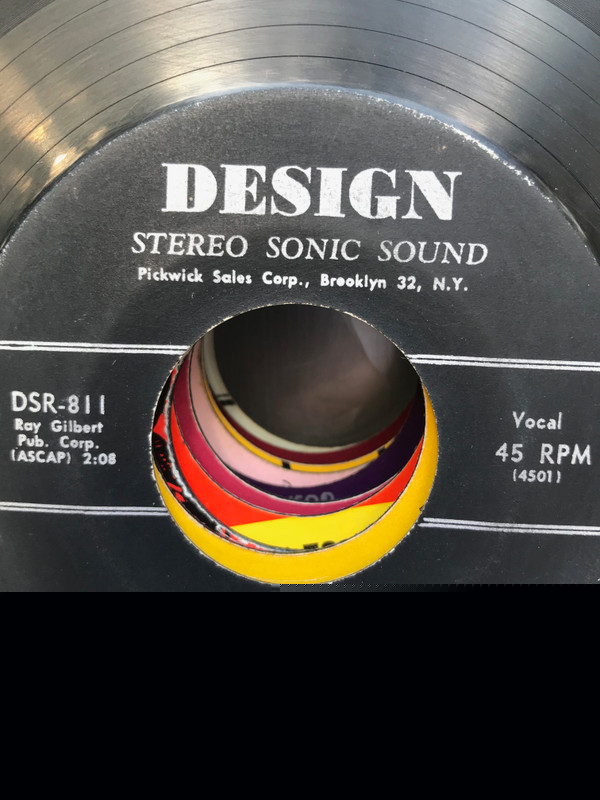 DESIGN
STEREO SONIC SOUND
Pickwick Sales Corp., Brooklyn 32, N.Y.
DSR-811
Ray Gilbert
Pub. Corp.
(ASCAP) 2:08
Vocal
45 RPM
(4501)